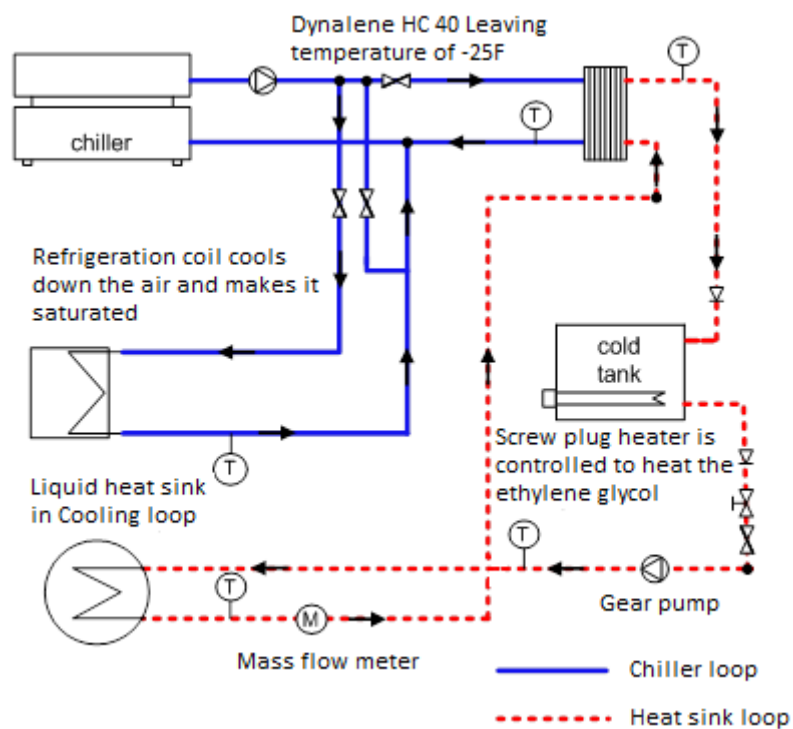 Dynalene HC 40 Leaving
temperature of -25F
T
T
chiller
Refrigeration coil cools
down the air and makes it
saturated
cold
tank
Screw plug heater is
controlled to heat the
ethylene glycol
T
Liquid heat sink
in Cooling loop
T
T
M
Gear pump
Mass flow meter
Chiller loop
Heat sink loop